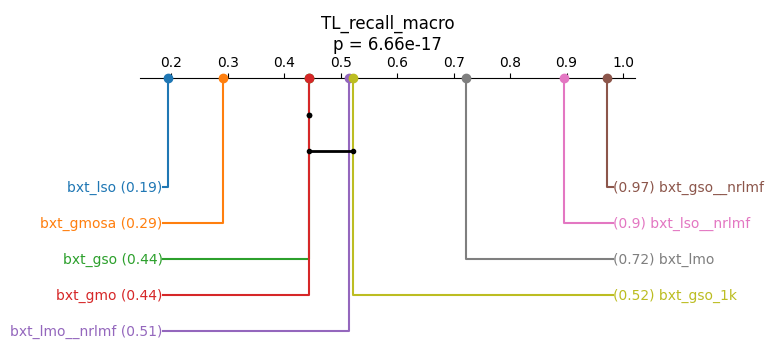 TL_recall_macro
p = 6.66e-17
0.2 0.3 0.4 0.5 0.6 0.7 0.8 0.9 1.0
bxt_lso (0.19) (0.97) bxt_gso__nrlmf
bxt_gmosa (0.29) (0.9) bxt_lso__nrlmf
bxt_gso (0.44) (0.72) bxt_lmo
bxt_gmo (0.44) (0.52) bxt_gso_1k
bxt_lmo__nrlmf (0.51)